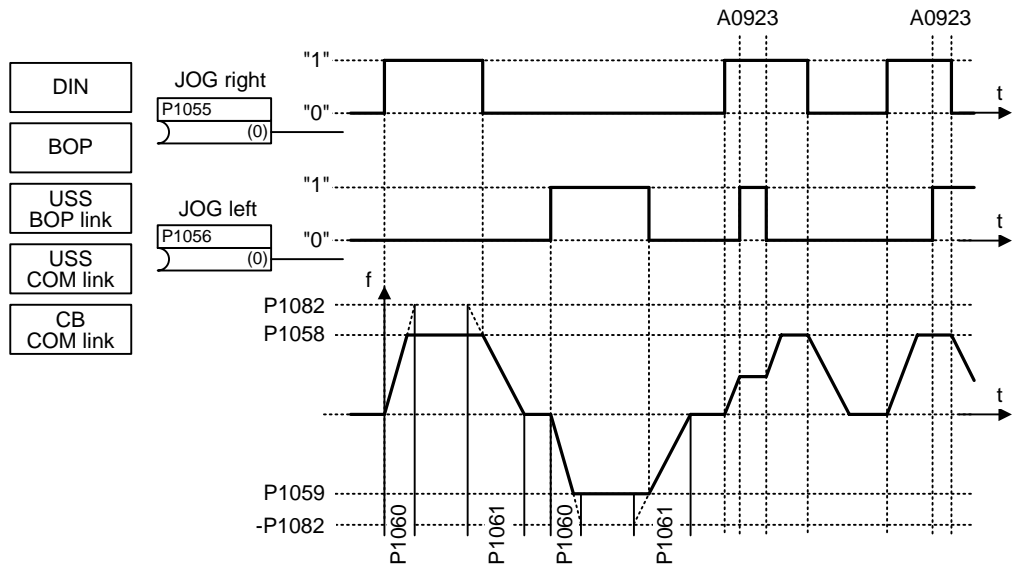 A0923 A0923
DIN
BOP
USS
BOP link
USS
COM link
CB
COM link
JOG right
P1055
(0)
"1"
"0"
t
JOG left
P1056
(0)
"1"
"0"
t
f
P1082
P1058
t
P1059
-P1082
P1060
P1061
P1060
P1061